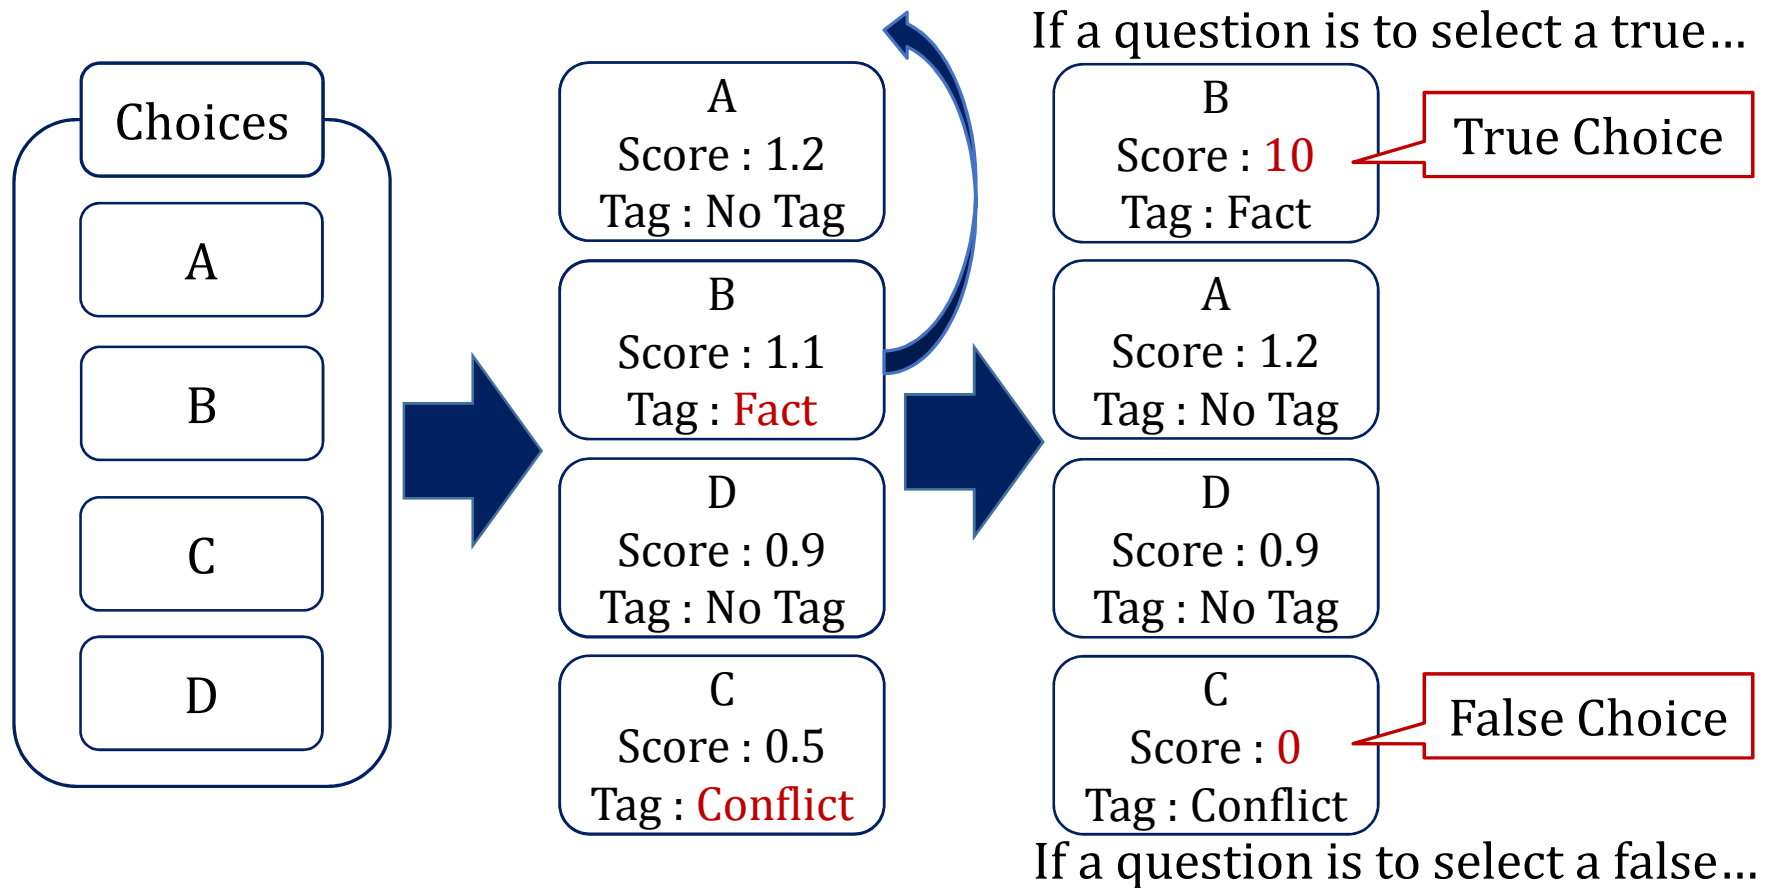 Choices
A
B
C
D
A
Score : 1.2
Tag : No Tag
B
Score : 1.1
Tag : Fact
D
Score : 0.9
Tag : No Tag
C
Score : 0.5
Tag : Conflict
If a question is to select a true...
B
Score : 10
Tag : Fact
True Choice
A
Score : 1.2
Tag : No Tag
D
Score : 0.9
Tag : No Tag
C
Score : 0
Tag : Conflict
False Choice
If a question is to select a false...